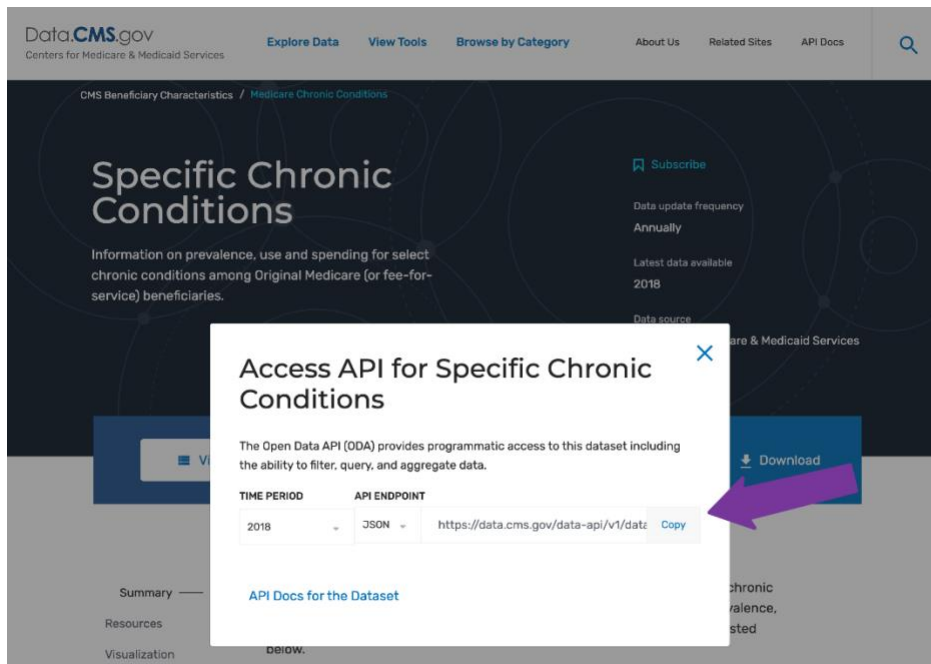 Data.CMS.gov
Centers for Medicare & Medicaid Services
Explore Data
View Tools
Browse by Category
About Us
Related Sites
API Docs
CMS Beneficiary Characteristics / Medicare Chronic Conditions
Specific Chronic
Conditions
Information on prevalence, use and spending for select
chronic conditions among Original Medicare (or fee-for-
service) beneficiaries.
Subscribe
Data update frequency
Annually
Latest data available
2018
Data source
& Medicaid Services
Access API for Specific Chronic
Conditions
The Open Data API (ODA) provides programmatic access to this dataset including
the ability to filter, query, and aggregate data.
TIME PERIOD
API ENDPOINT
2018
JSON
https://data.cms.gov/data-api/v1/data
Copy
API Docs for the Dataset
Download
Summary
Resources
Visualization
chronic
below.